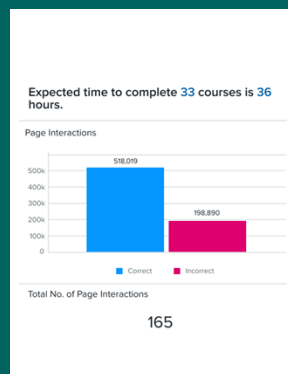 Expected time to complete 33 courses is 36
hours.
Page Interactions
518,019
500k
400k
198,890
300k
200k
100k
0
Correct Incorrect
Total No. of Page Interactions
165